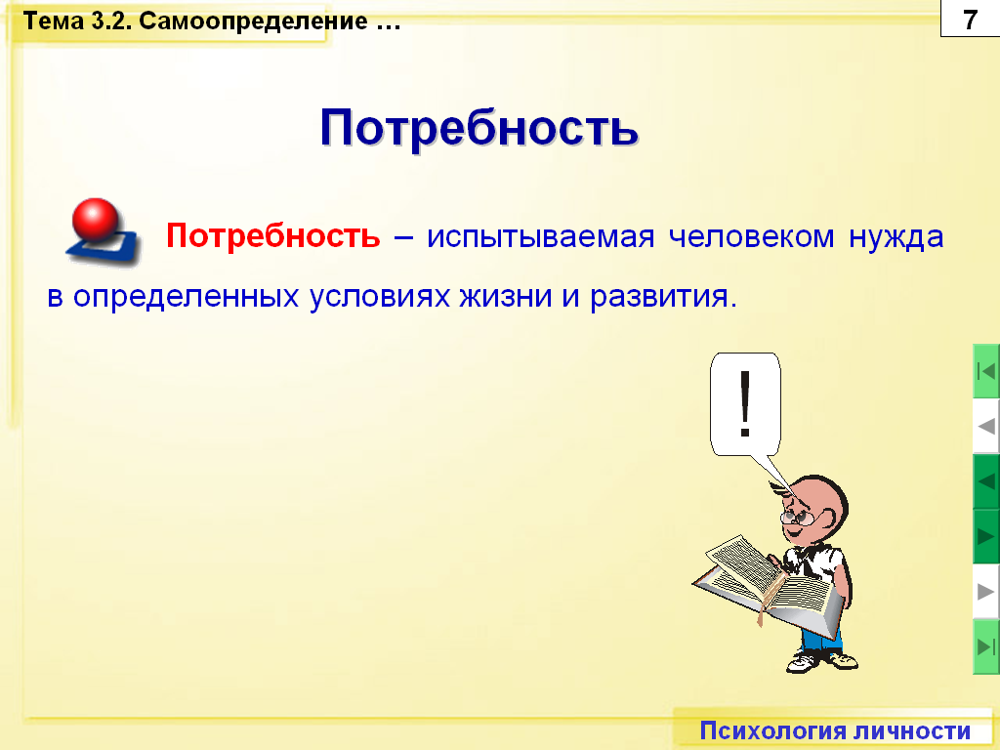 Тема 3.2. Самоопределение …
7
Потребность
Потребность – испытываемая человеком нужда
в определенных условиях жизни и развития.
!
Психология личности